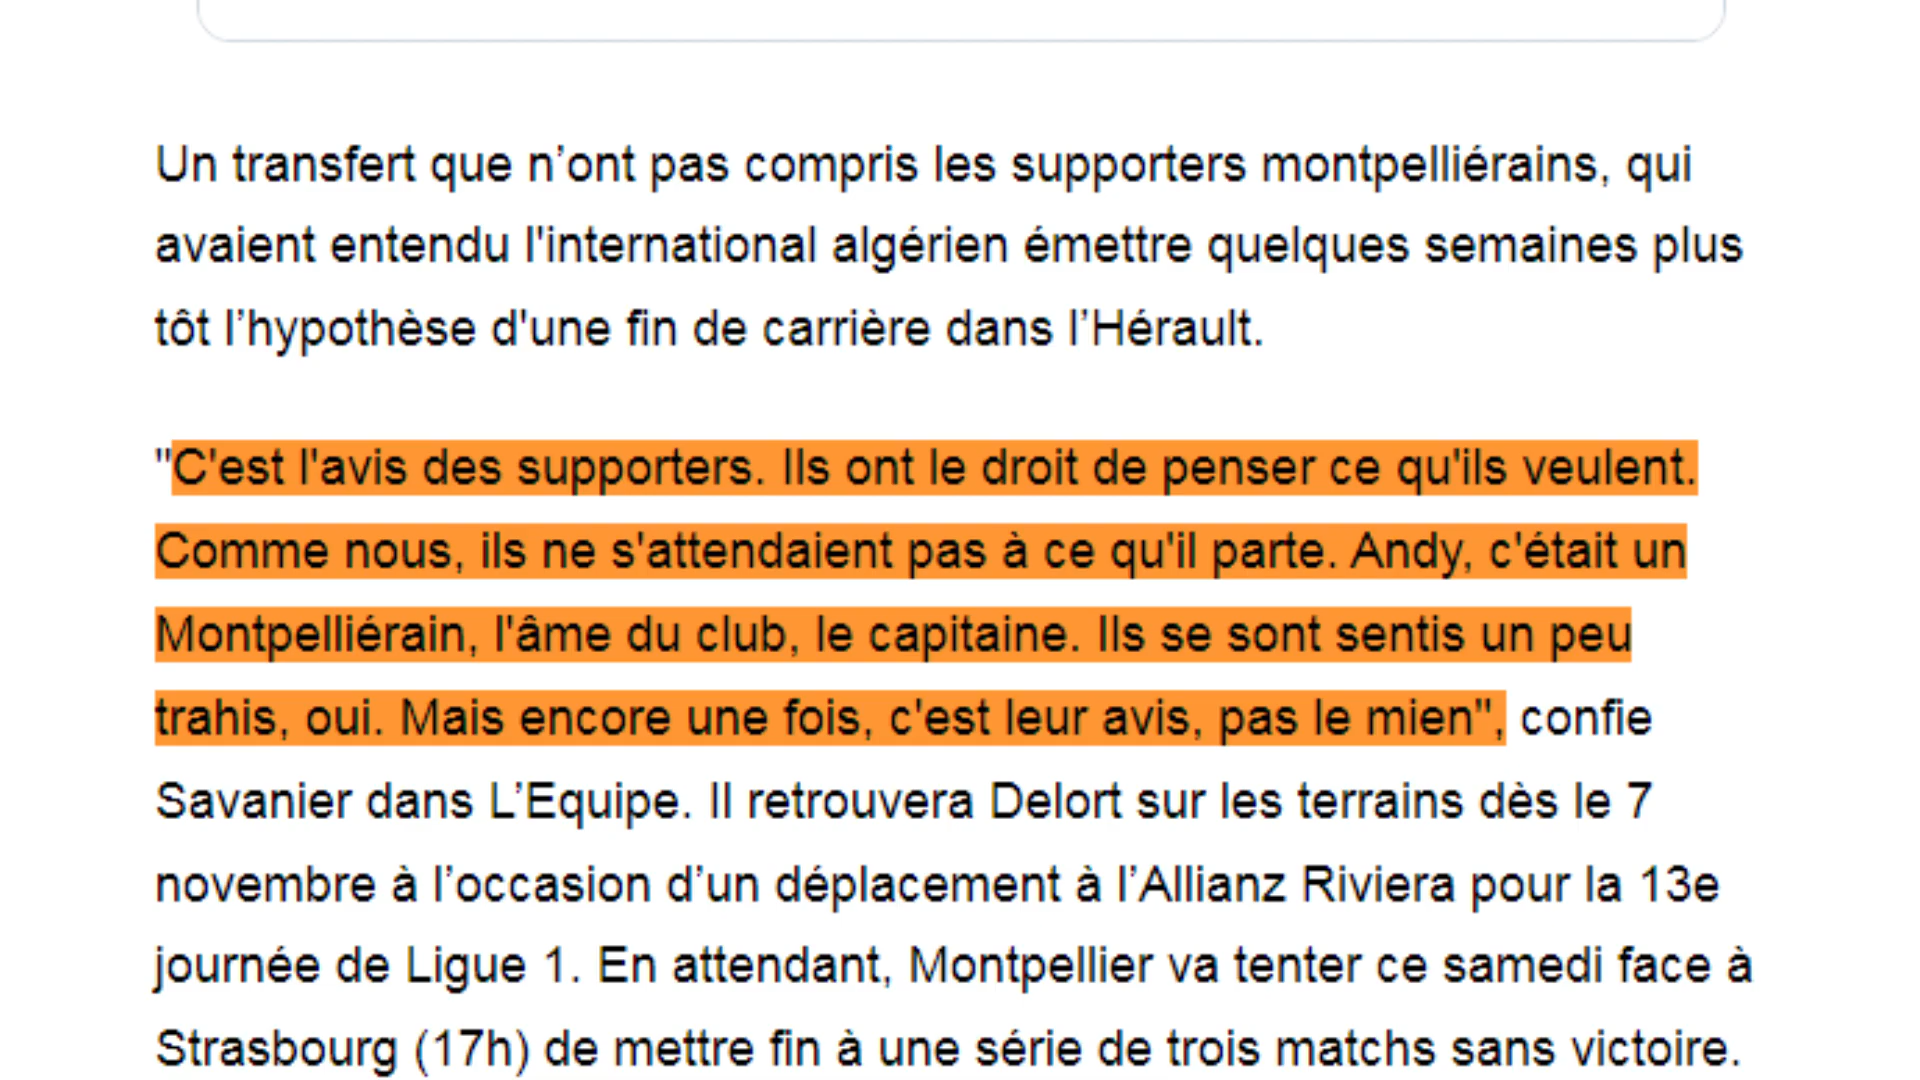 Un transfert que n’ont pas compris les supporters montpelliérains, qui
avaient entendu l'international algérien émettre quelques semaines plus
tôt l’hypothèse d'une fin de carrière dans l’Hérault.
"C'est l'avis des supporters. Ils ont le droit de penser ce qu'ils veulent.
Comme nous, ils ne s'attendaient pas à ce qu'il parte. Andy, c'était un
Montpelliérain, l'âme du club, le capitaine. Ils se sont sentis un peu
trahis, oui. Mais encore une fois, c'est leur avis, pas le mien", confie
Savanier dans L’Equipe. Il retrouvera Delort sur les terrains dès le 7
novembre à l’occasion d’un déplacement à l’Allianz Riviera pour la 13e
journée de Ligue 1. En attendant, Montpellier va tenter ce samedi face à
Strasbourg (17h) de mettre fin à une série de trois matchs sans victoire.